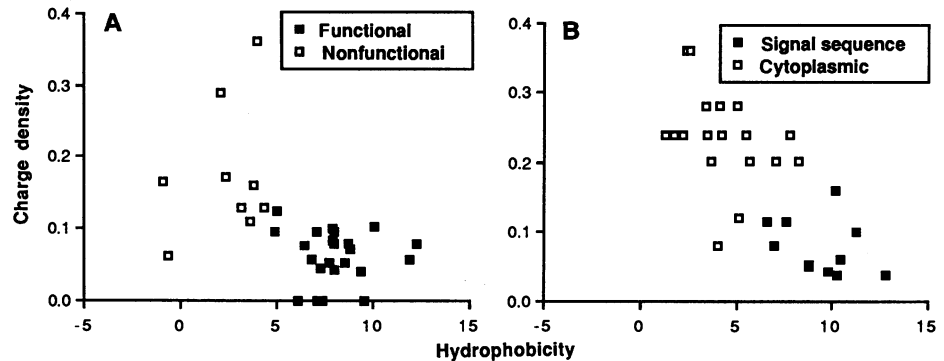 A
Functional
Nonfunctional
0.4
0.3
0.2
0.1
0.0
-5
0
5
10
15
Charge density
B
Signal sequence
Cytoplasmic
0.4
0.3
0.2
0.1
0.0
-5
0
5
10
15
Hydrophobicity